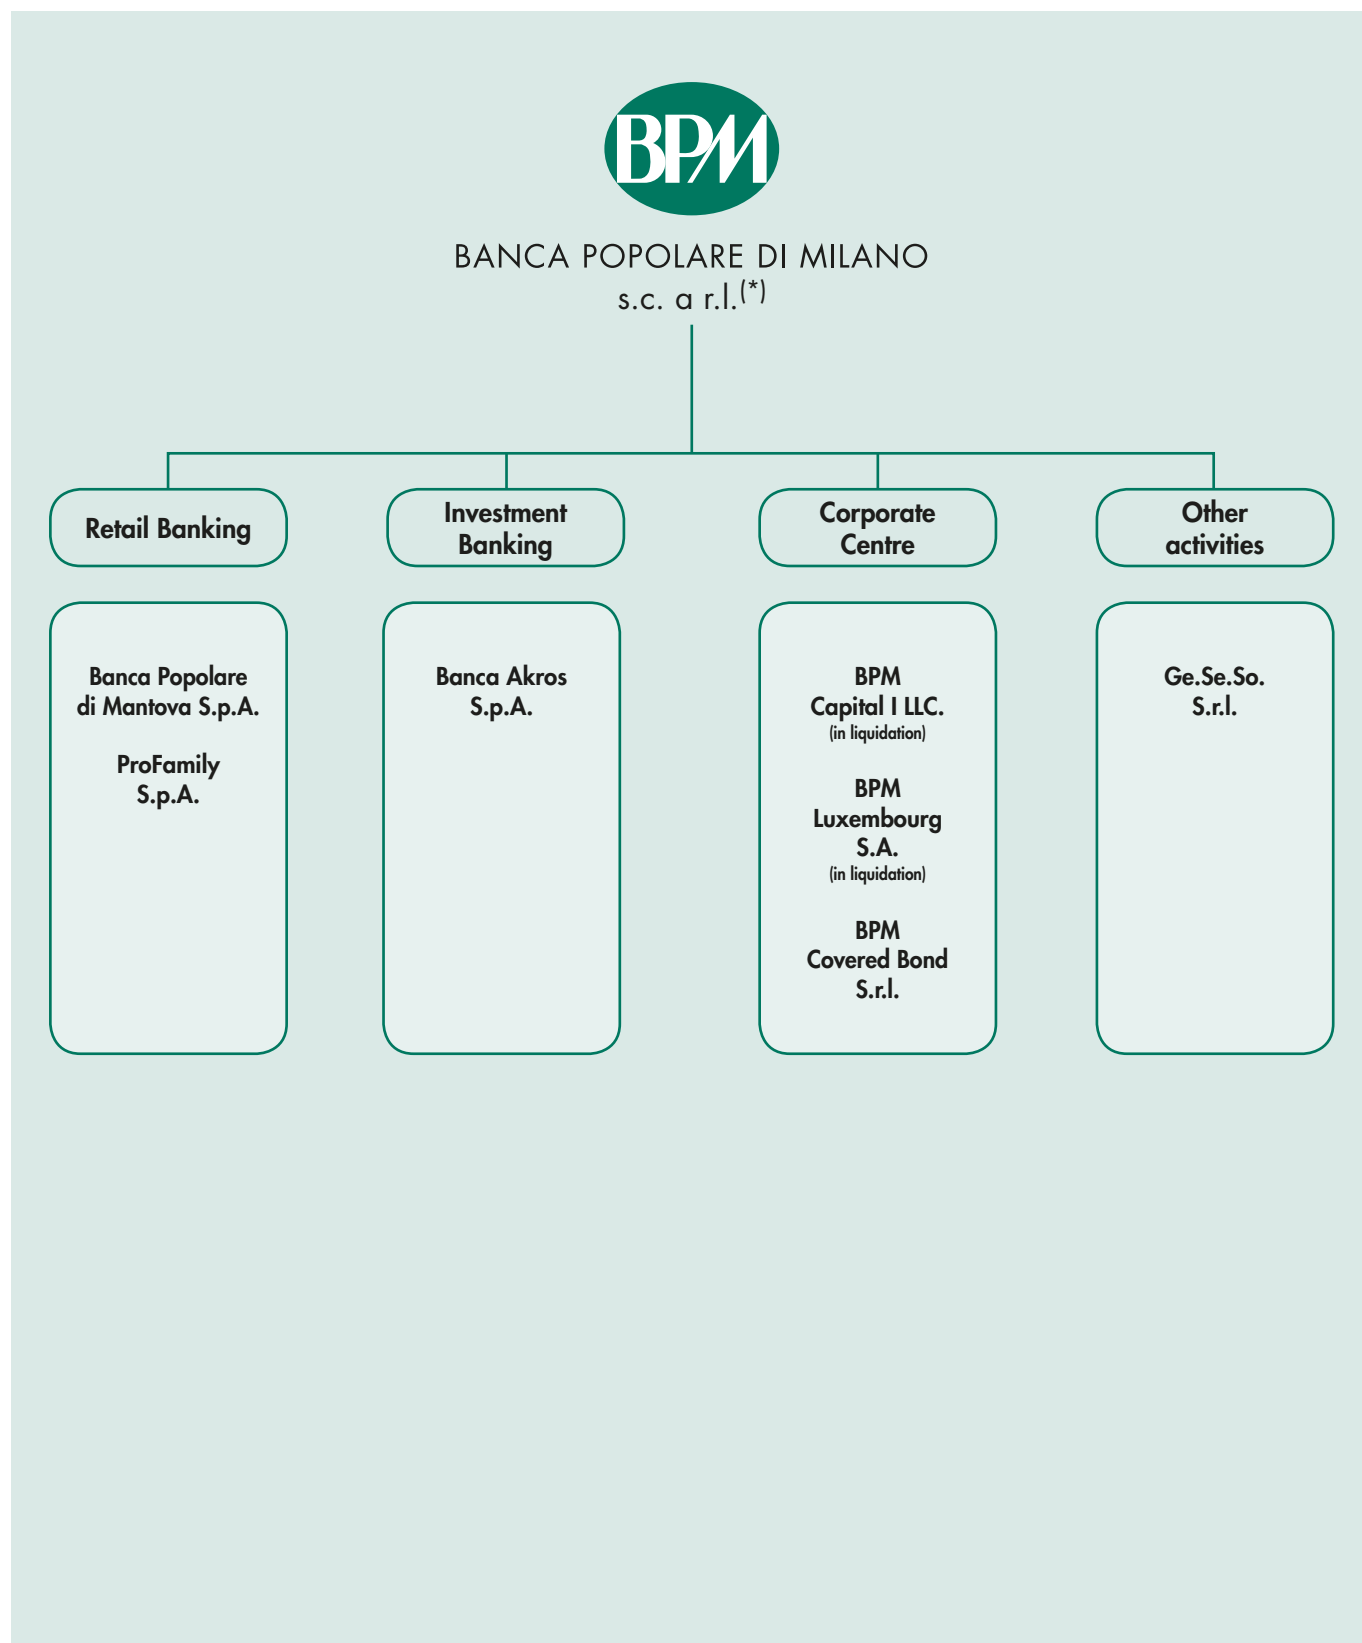 BPM
BANCA POPOLARE DI MILANO
s.c. a r.l.(*)
Retail Banking
Investment
Banking
Corporate
Centre
Other
activities
Banca Popolare
di Mantova S.p.A.
ProFamily
S.p.A.
Banca Akros
S.p.A.
BPM
Capital I LLC.
(in liquidation)
BPM
Luxembourg
S.A.
(in liquidation)
BPM
Covered Bond
S.r.l.
Ge.Se.So.
S.r.l.